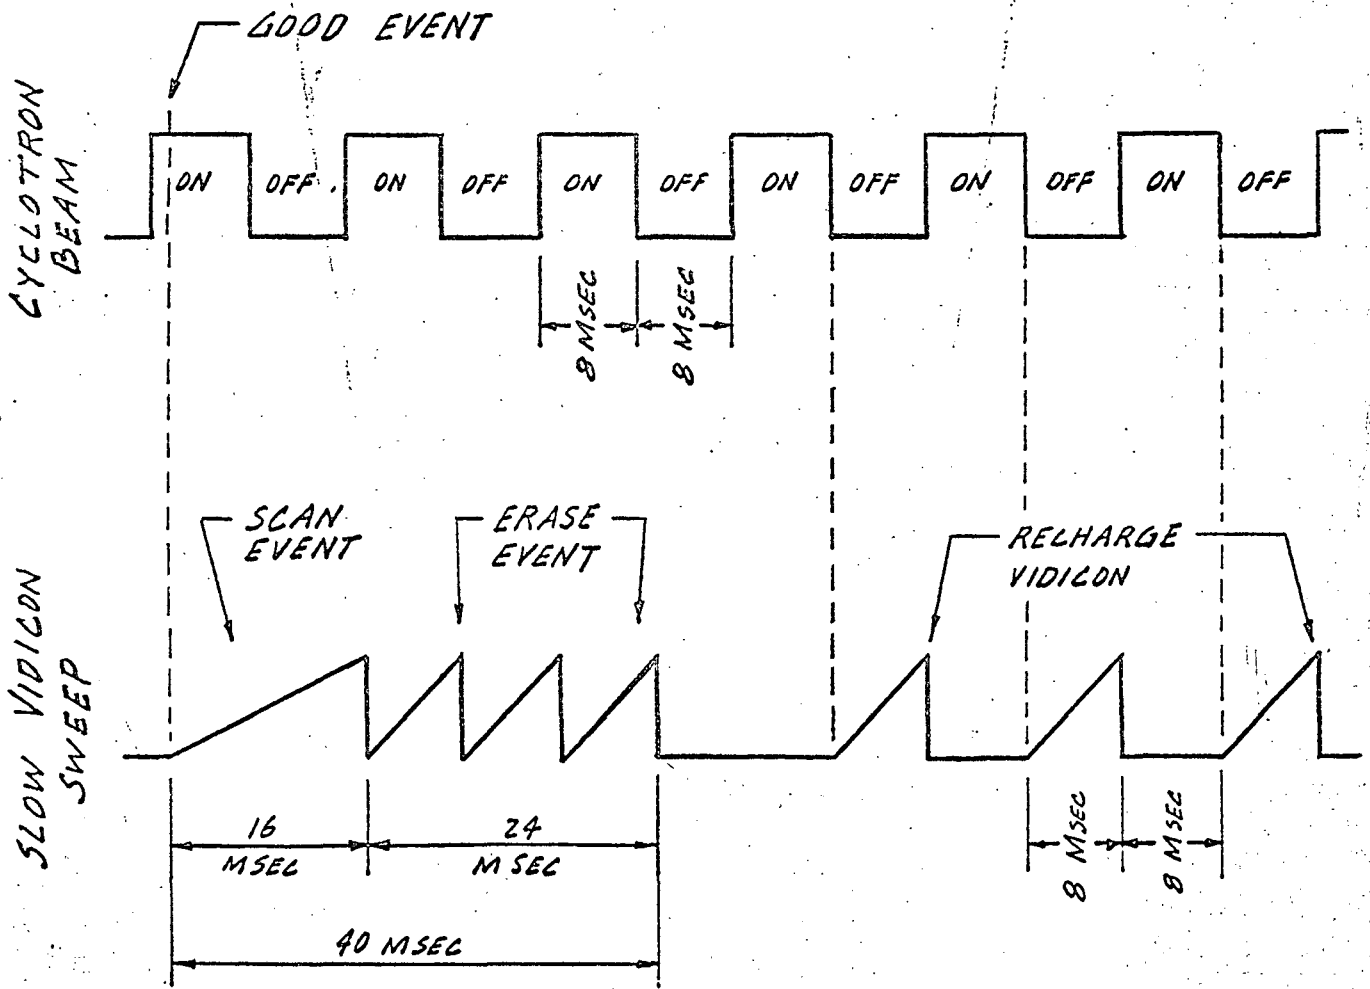 GOOD EVENT
CYCLOTRON
BEAM
ON OFF ON OFF ON OFF ON OFF ON OFF ON OFF
8 MSEC
8 MSEC
SCAN
EVENT
ERASE
EVENT
RECHARGE
VIDICON
SLOW VIDICON
SWEEP
16
MSEC
24
MSEC
8 MSEC
8 MSEC
40 MSEC